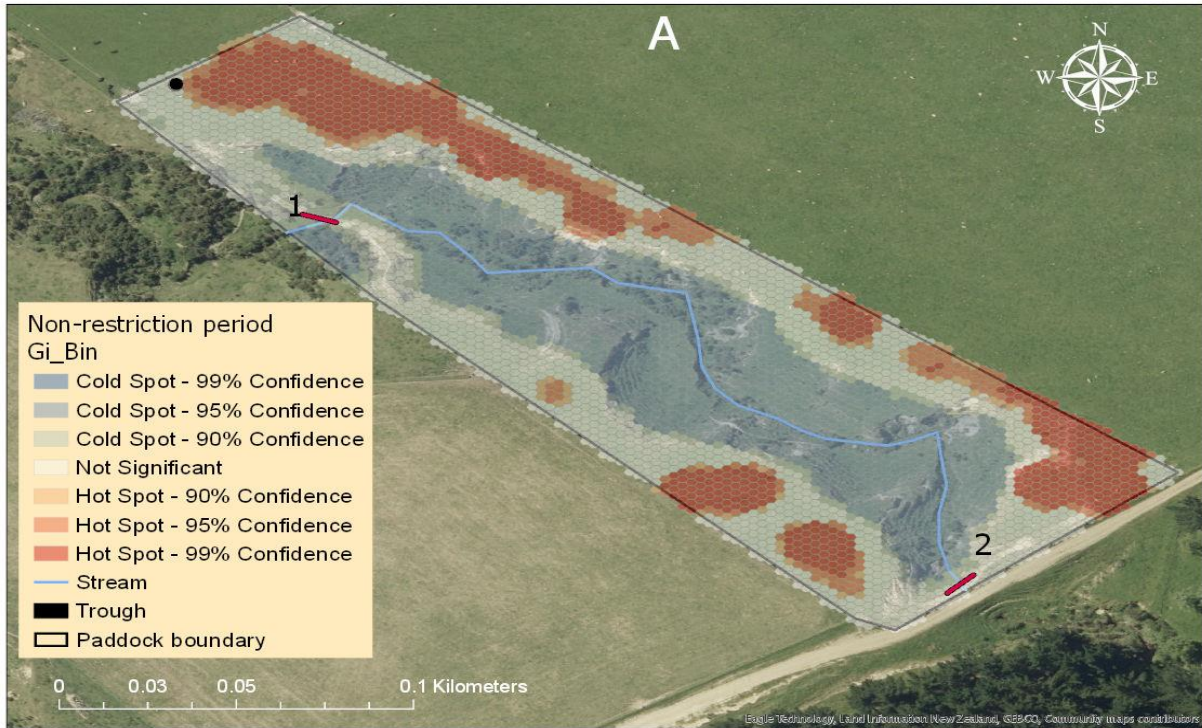 A
N
W E
S
1
2
Non-restriction period
Gi_Bin
Cold Spot - 99% Confidence
Cold Spot - 95% Confidence
Cold Spot - 90% Confidence
Not Significant
Hot Spot - 90% Confidence
Hot Spot - 95% Confidence
Hot Spot - 99% Confidence
Stream
Trough
Paddock boundary
0 0.03 0.05 0.1 Kilometers
Eagle Technology, Land Information New Zealand, GEBCO, Community maps contributors